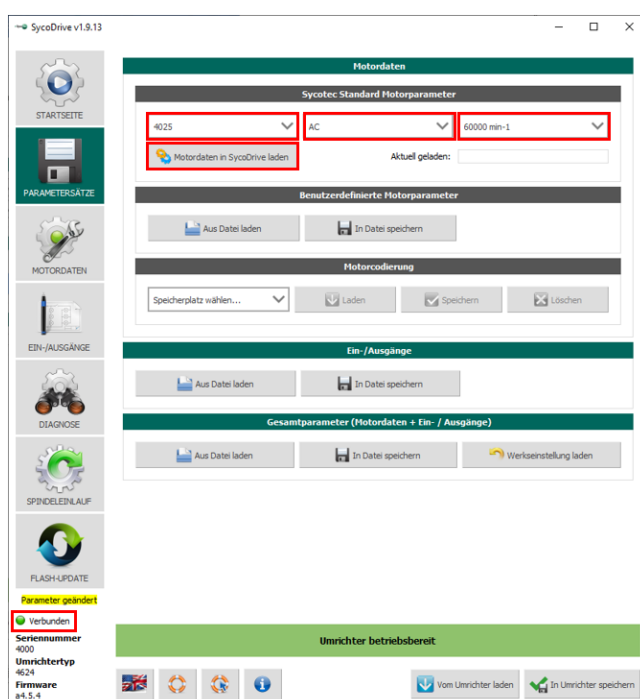 SycoDrive v1.9.13
STARTSEITE
PARAMETERSÄTZE
MOTORDATEN
EIN-/AUSGÄNGE
DIAGNOSE
SPINDELEINLAUF
FLASH-UPDATE
Parameter geändert
Verbunden
Seriennummer
4000
Umrichtertyp
4624
Firmware
a4.5.4
Motordaten
Sycotec Standard Motorparameter
4025 AC 60000 min-1
Motordaten in SycoDrive laden Aktuell geladen:
Benutzerdefinierte Motorparameter
Aus Datei laden In Datei speichern
Motorcodierung
Speicherplatz wählen... Laden Speichern Löschen
Ein-/Ausgänge
Aus Datei laden In Datei speichern
Gesamtparameter (Motordaten + Ein- / Ausgänge)
Aus Datei laden In Datei speichern Werkseinstellung laden
Umrichter betriebsbereit
Vom Umrichter laden In Umrichter speichern